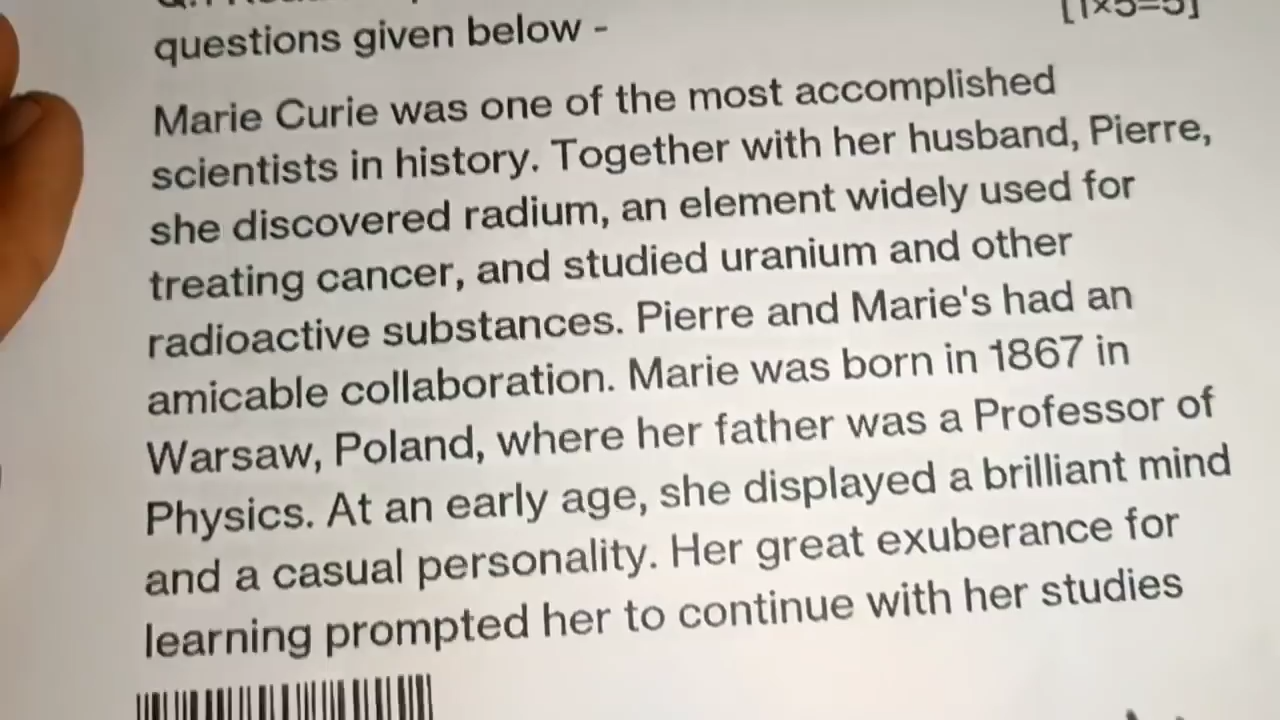 questions given below -
[1×5=5]
Marie Curie was one of the most accomplished
scientists in history. Together with her husband, Pierre,
she discovered radium, an element widely used for
treating cancer, and studied uranium and other
radioactive substances. Pierre and Marie's had an
amicable collaboration. Marie was born in 1867 in
Warsaw, Poland, where her father was a Professor of
Physics. At an early age, she displayed a brilliant mind
and a casual personality. Her great exuberance for
learning prompted her to continue with her studies